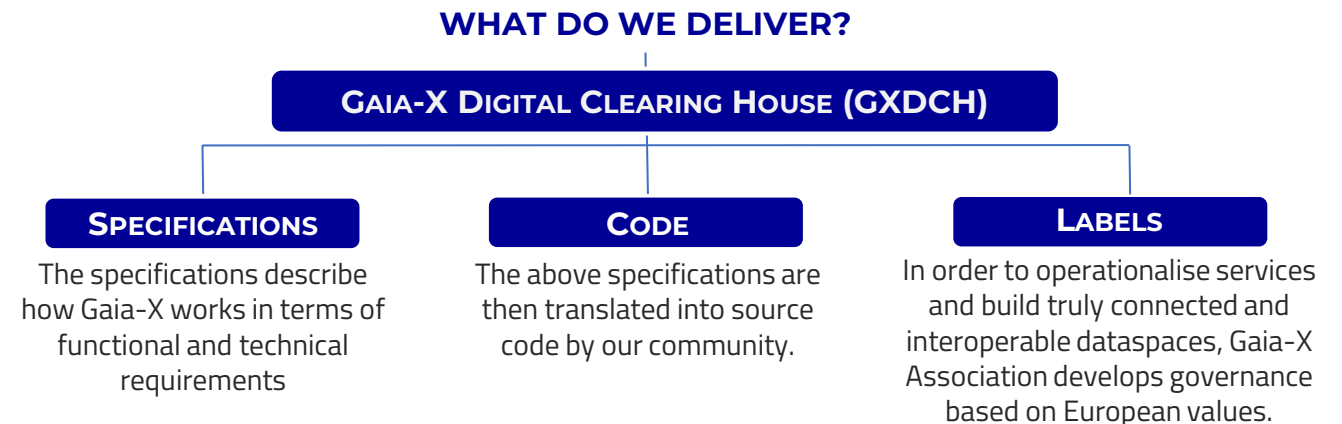 WHAT DO WE DELIVER?
GAIA-X DIGITAL CLEARING HOUSE (GXDCH)
SPECIFICATIONS
The specifications describe
how Gaia-X works in terms of
functional and technical
requirements
CODE
The above specifications are
then translated into source
code by our community.
LABELS
In order to operationalise services
and build truly connected and
interoperable dataspaces, Gaia-X
Association develops governance
based on European values.